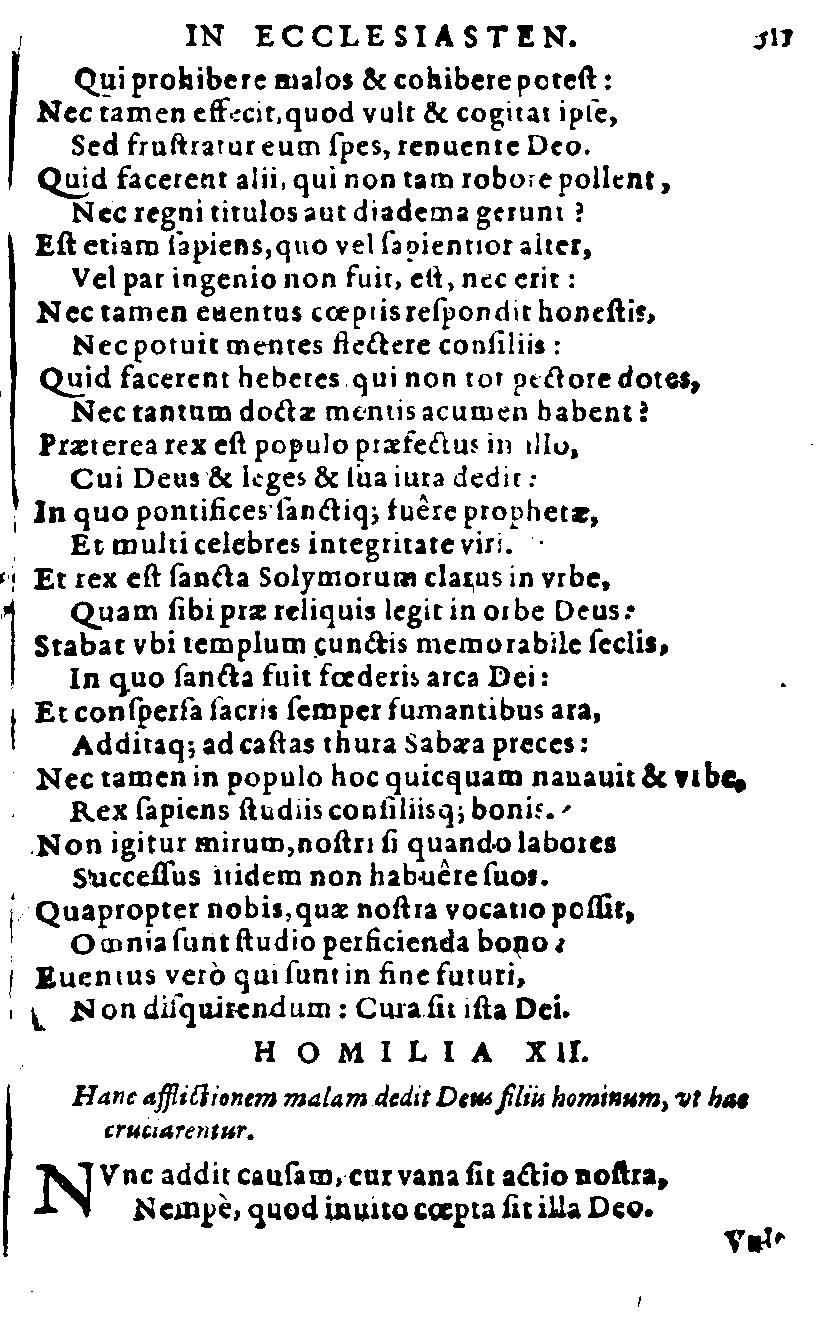 IN ECCLESIASTEN.
Qui prohibere malos & cohibere potest :
Nec tamen effecit, quod vult & cogitat ipse,
Sed frustratur eum spes, renuente Deo.
Quid facerent alii, qui non tam robore pollent,
Nec regni titulos aut diadema gerunt ?
Est etiam sapiens, quo vel sapientior alter,
Vel par ingenio non fuit, est, nec erit :
Nec tamen euentus cœptis respondit honestis,
Nec potuit mentes flectere consiliis :
Quid facerent hebetes qui non tot pectore dotes,
Nec tantum doctæ mentis acumen habent ?
Præterea rex est populo præfectus in illo,
Cui Deus & leges & sua iura dedit :
In quo pontifices sanctiq; fuêre prophetæ,
Et multi celebres integritate viri.
Et rex est sancta Solymorum clarus in vrbe,
Quam sibi præ reliquis legit in orbe Deus :
Stabat vbi templum cunctis memorabile seclis,
In quo sancta fuit fœderis arca Dei :
Et conspersa sacris semper fumantibus ara,
Additaq; ad castas thura Sabæa preces :
Nec tamen in populo hoc quicquam nauauit & vrbe,
Rex sapiens studiis consiliisq; bonis.
Non igitur mirum, nostri si quando labores
Successus itidem non habuêre suos.
Quapropter nobis, quæ nostra vocatio possit,
Omnia sunt studio perficienda bono :
Euentus verò qui sunt in fine futuri,
Non disquirendum : Cura sit ista Dei.
HOMILIA XII.
Hanc afflictionem malam dedit Deus filiis hominum, vt hac
cruciarentur.
NVnc addit causam, cur vana sit actio nostra,
Nempè, quod inuito cœpta sit illa Deo.